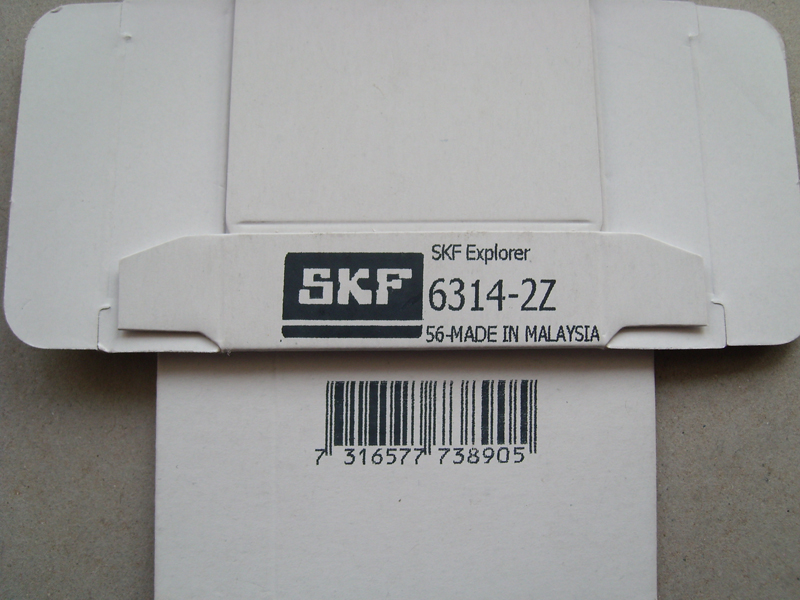 SKF
SKF Explorer
6314-2Z
56-MADE IN MALAYSIA
7 316577 738905